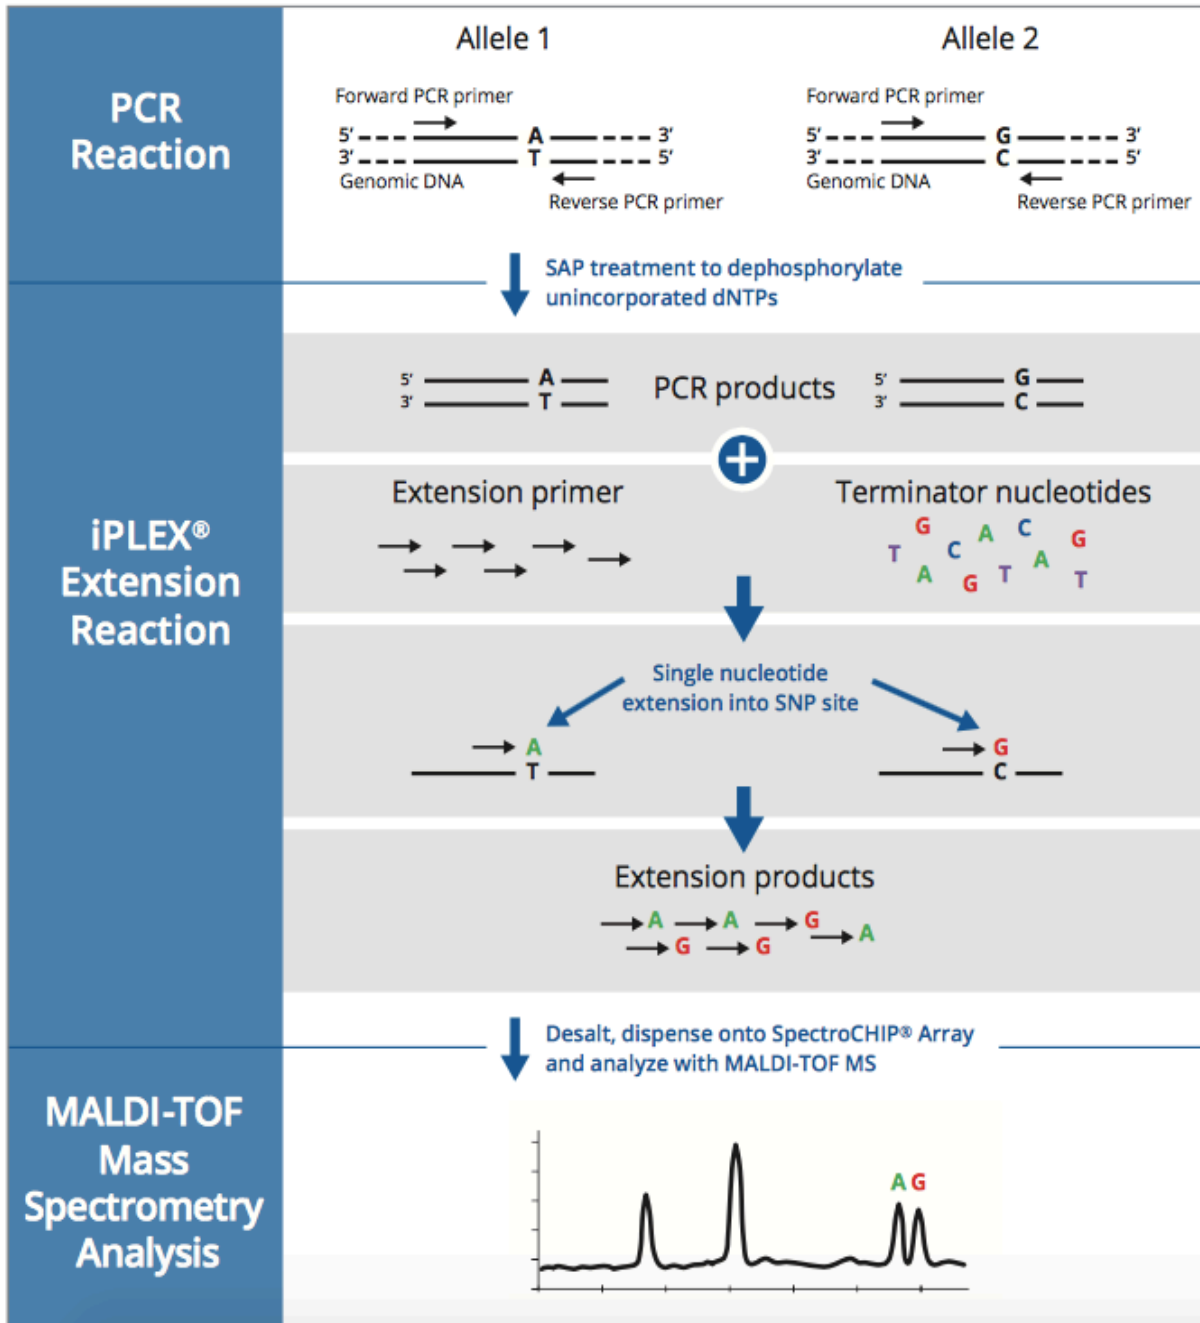 Allele 1
Allele 2
PCR
Reaction
Forward PCR primer
5′ A 3′
3′ T 5′
Genomic DNA
Reverse PCR primer
Forward PCR primer
5′ G 3′
3′ C 5′
Genomic DNA
Reverse PCR primer
SAP treatment to dephosphorylate
unincorporated dNTPs
iPLEX®
Extension
Reaction
5′ A
3′ T
PCR products
5′ G
3′ C
+
Extension primer
Terminator nucleotides
G A C G
T C A
A G T T
Single nucleotide
extension into SNP site
A
T
G
C
Extension products
A A G A
G G
Desalt, dispense onto SpectroCHIP® Array
and analyze with MALDI-TOF MS
MALDI-TOF
Mass
Spectrometry
Analysis
A G